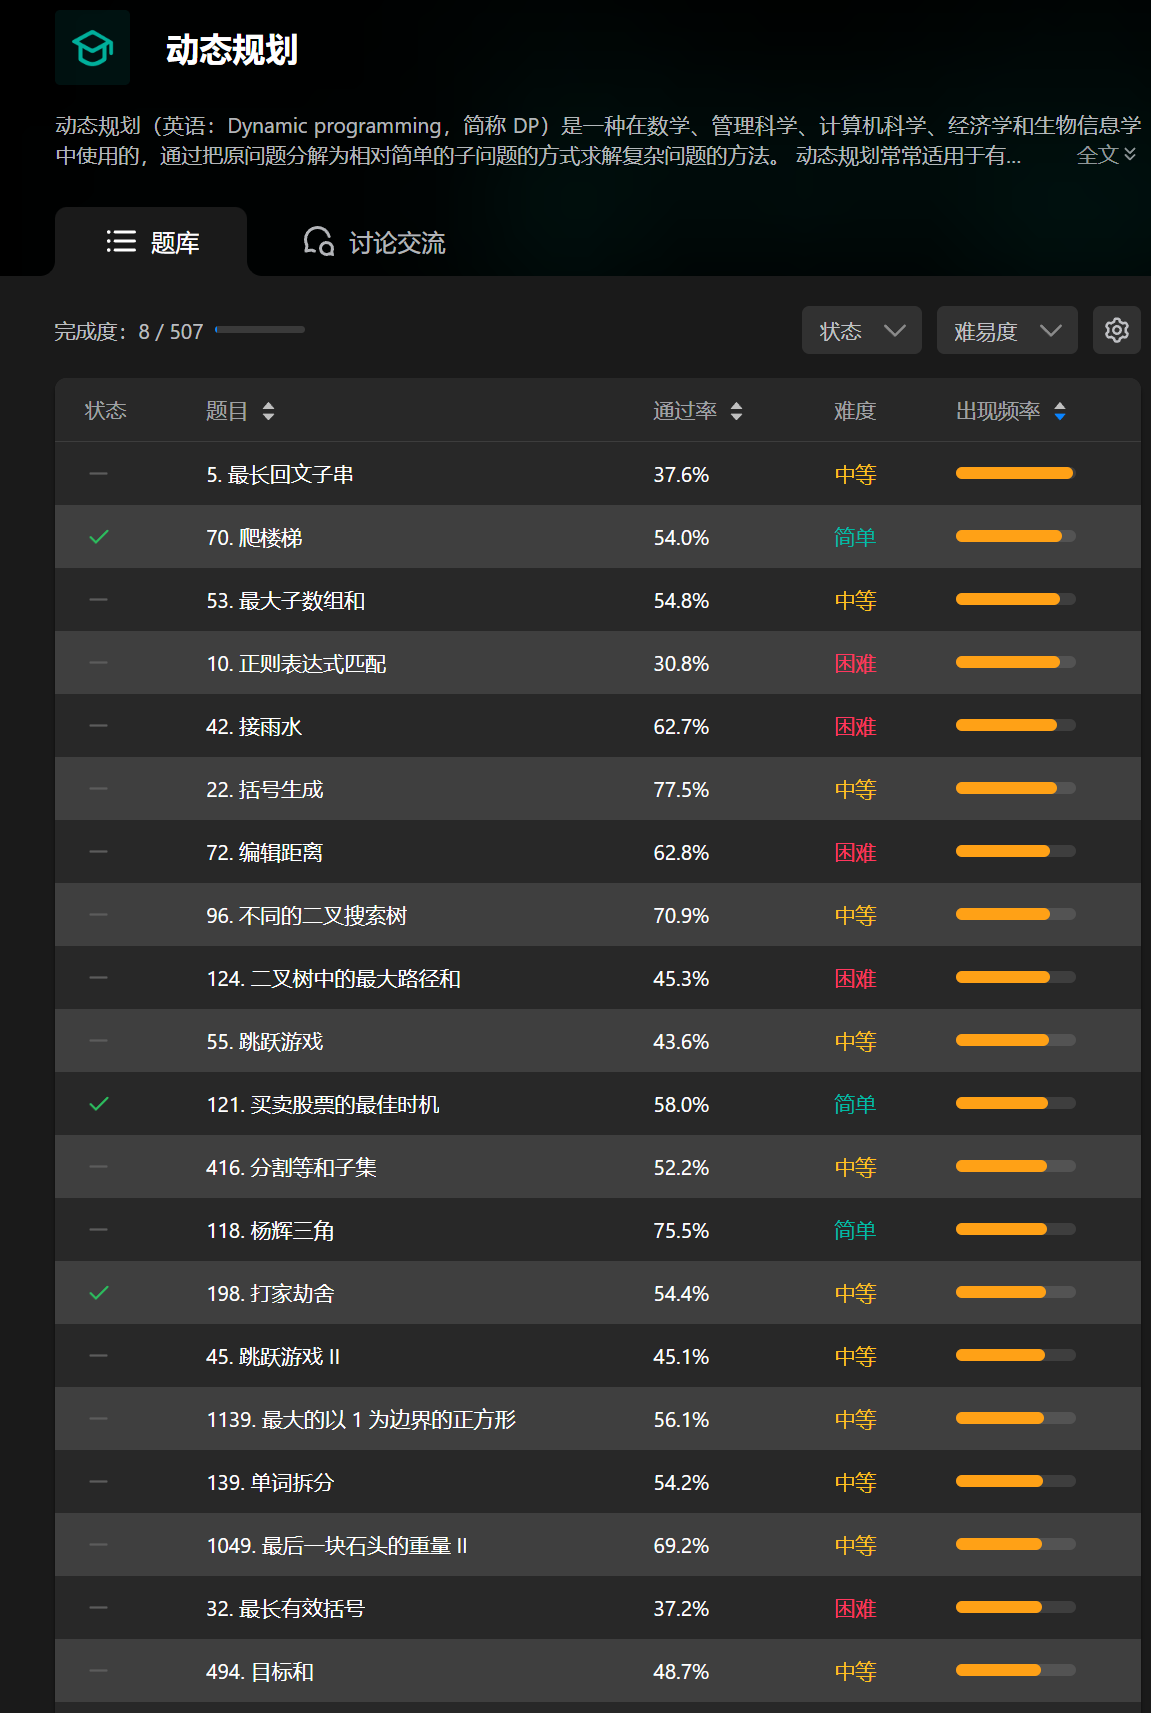 动态规划
动态规划（英语：Dynamic programming，简称 DP）是一种在数学、管理科学、计算机科学、经济学和生物信息学
中使用的，通过把原问题分解为相对简单的子问题的方式求解复杂问题的方法。 动态规划常常适用于有... 全文
题库 讨论交流
完成度：8 / 507 状态 难易度
状态 题目 通过率 难度 出现频率
5. 最长回文子串 37.6% 中等
70. 爬楼梯 54.0% 简单
53. 最大子数组和 54.8% 中等
10. 正则表达式匹配 30.8% 困难
42. 接雨水 62.7% 困难
22. 括号生成 77.5% 中等
72. 编辑距离 62.8% 困难
96. 不同的二叉搜索树 70.9% 中等
124. 二叉树中的最大路径和 45.3% 困难
55. 跳跃游戏 43.6% 中等
121. 买卖股票的最佳时机 58.0% 简单
416. 分割等和子集 52.2% 中等
118. 杨辉三角 75.5% 简单
198. 打家劫舍 54.4% 中等
45. 跳跃游戏 II 45.1% 中等
1139. 最大的以 1 为边界的正方形 56.1% 中等
139. 单词拆分 54.2% 中等
1049. 最后一块石头的重量 II 69.2% 中等
32. 最长有效括号 37.2% 困难
494. 目标和 48.7% 中等